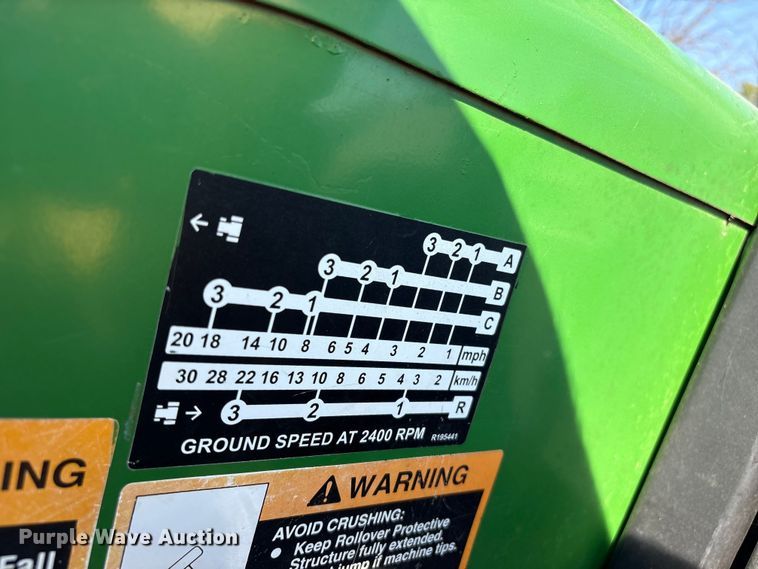 3 2 1 A
3 2 1 B
3 2 1 C
20 18 14 10 8 6 5 4 3 2 1 mph
30 28 22 16 13 10 8 6 5 4 3 2 km/h
3 2 1 R
GROUND SPEED AT 2400 RPM R195441
ING
WARNING
AVOID CRUSHING:
• Keep Rollover Protective
Structure fully extended.
jump if machine tips.
Fall
Purple Wave Auction